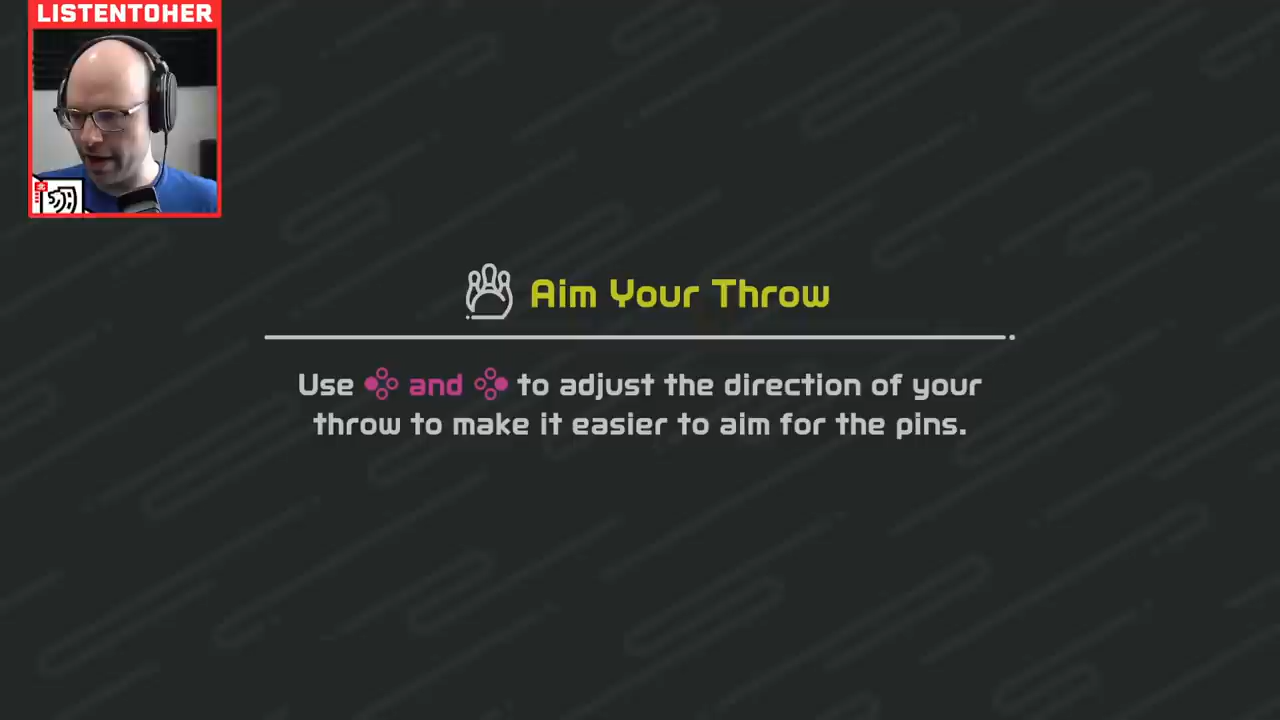 LISTENTOHER
Aim Your Throw
Use and to adjust the direction of your
throw to make it easier to aim for the pins.